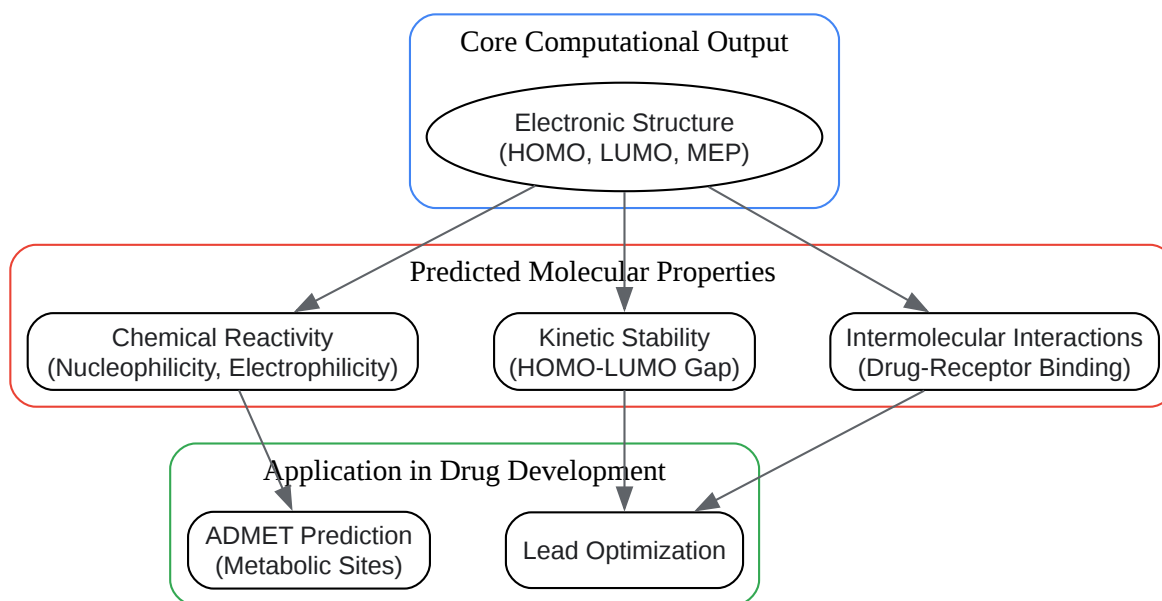 Core Computational Output
Electronic Structure
(HOMO, LUMO, MEP)
Predicted Molecular Properties
Chemical Reactivity
(Nucleophilicity, Electrophilicity)
Kinetic Stability
(HOMO-LUMO Gap)
Intermolecular Interactions
(Drug-Receptor Binding)
Application in Drug Development
ADMET Prediction
(Metabolic Sites)
Lead Optimization